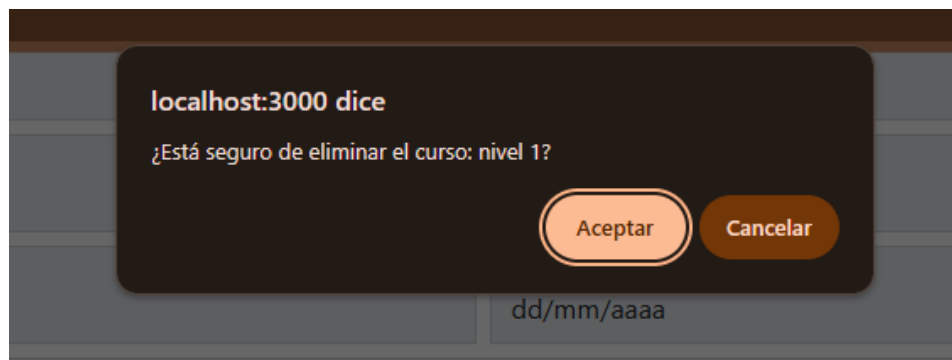 localhost:3000 dice
¿Está seguro de eliminar el curso: nivel 1?
Aceptar
Cancelar
dd/mm/aaaa